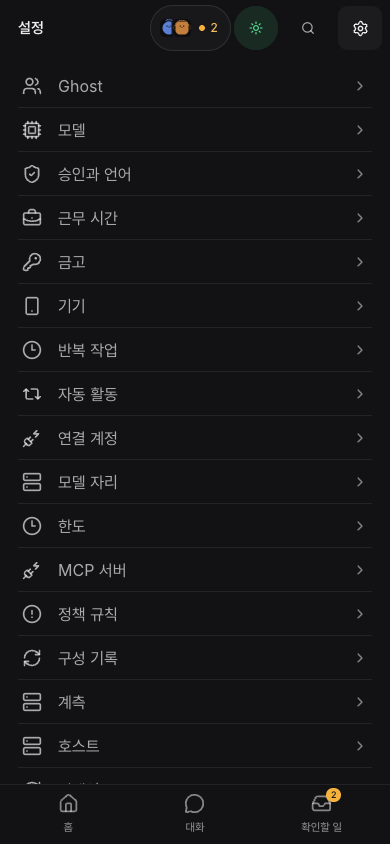 설정
2
Ghost
모델
승인과 언어
근무 시간
금고
기기
반복 작업
자동 활동
연결 계정
모델 자리
한도
MCP 서버
정책 규칙
구성 기록
계측
호스트
홈
대화
2
확인할 일